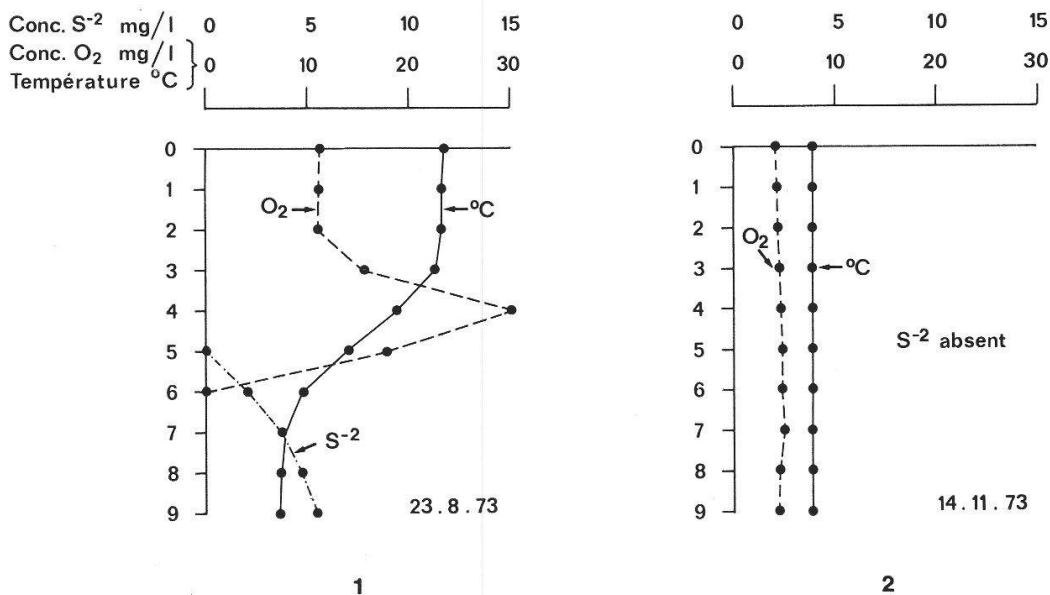 Conc. S⁻² mg/l 0 5 10 15 0 5 10 15
Conc. O₂ mg/l
Température °C 0 10 20 30 0 10 20 30
0 0
1 1
O₂ °C
2 2
O₂
3 3 °C
4 4
S⁻² absent
5 5
6 6
7 7
S⁻²
8 8
23.8.73 14.11.73
9 9
1 2